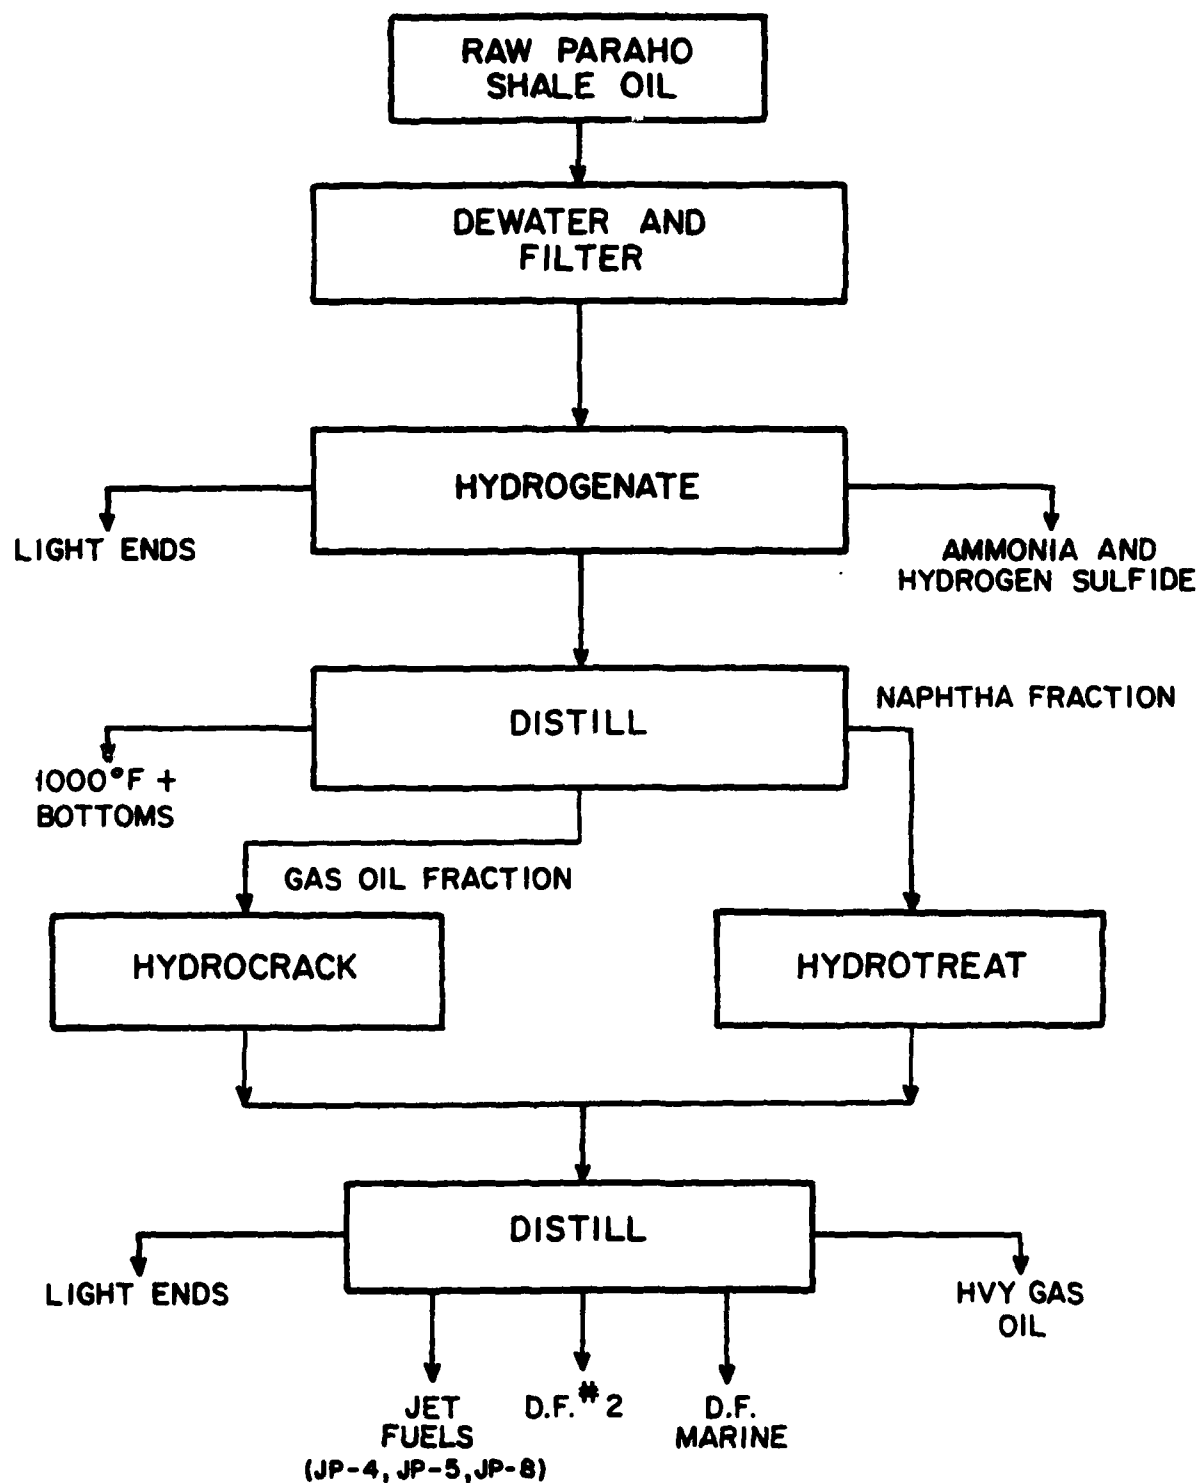 RAW PARAHO
SHALE OIL
DEWATER AND
FILTER
HYDROGENATE
LIGHT ENDS
AMMONIA AND
HYDROGEN SULFIDE
DISTILL
NAPHTHA FRACTION
1000°F +
BOTTOMS
GAS OIL FRACTION
HYDROCRACK
HYDROTREAT
DISTILL
LIGHT ENDS
HVY GAS
OIL
JET
FUELS
(JP-4, JP-5, JP-8)
D.F. #2
D.F.
MARINE